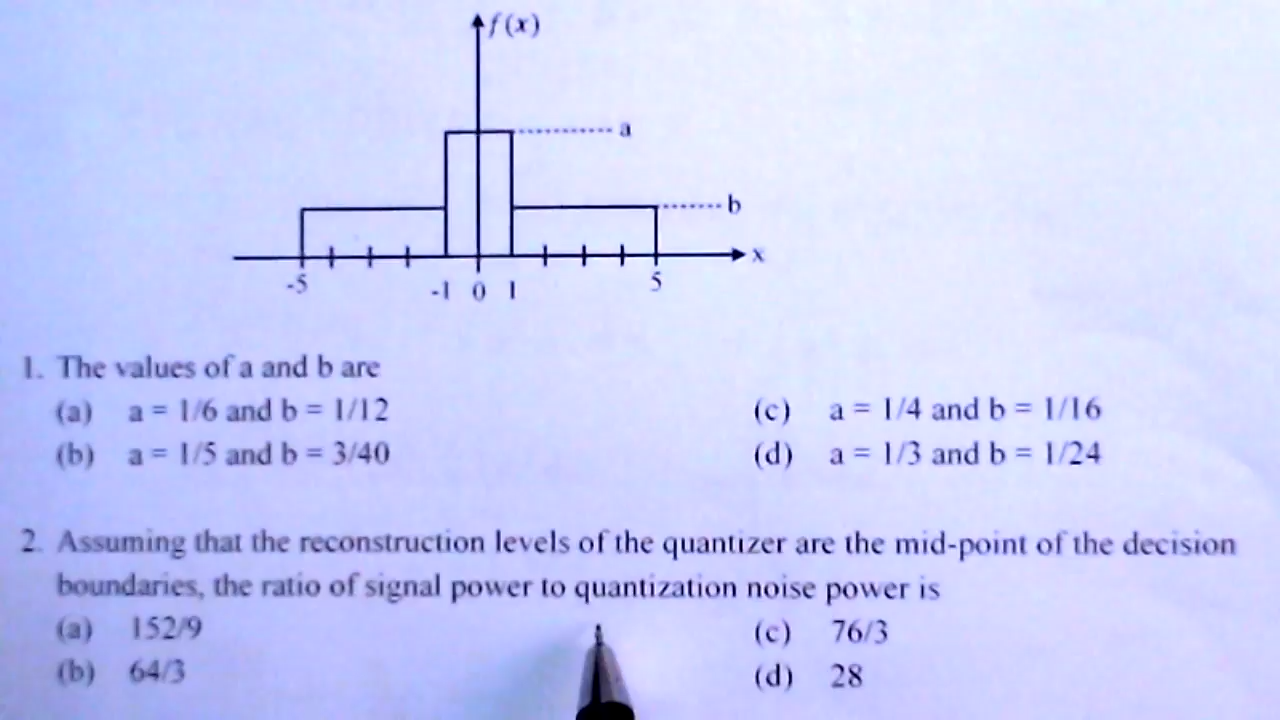 f(x)
a
b
x
-5 -1 0 1 5
1. The values of a and b are
(a) a = 1/6 and b = 1/12 (c) a = 1/4 and b = 1/16
(b) a = 1/5 and b = 3/40 (d) a = 1/3 and b = 1/24
2. Assuming that the reconstruction levels of the quantizer are the mid-point of the decision
boundaries, the ratio of signal power to quantization noise power is
(a) 152/9 (c) 76/3
(b) 64/3 (d) 28